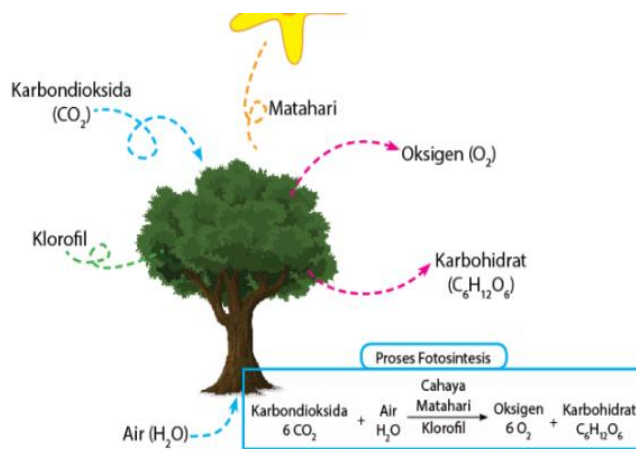 Karbondioksida
(CO₂)
Matahari
Oksigen (O₂)
Klorofil
Karbohidrat
(C₆H₁₂O₆)
Air (H₂O)
Proses Fotosintesis
Cahaya
Matahari
Karbondioksida + Air Klorofil Oksigen + Karbohidrat
6 CO₂ H₂O 6 O₂ C₆H₁₂O₆